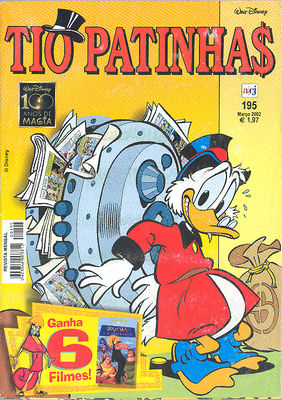 Walt Disney
TIO PATINHA$
Walt Disney
100
ANOS DE
MAGIA
acj
195
Março 2002
€ 1,97
© Disney
REVISTA MENSAL
Ganha
6
Filmes!